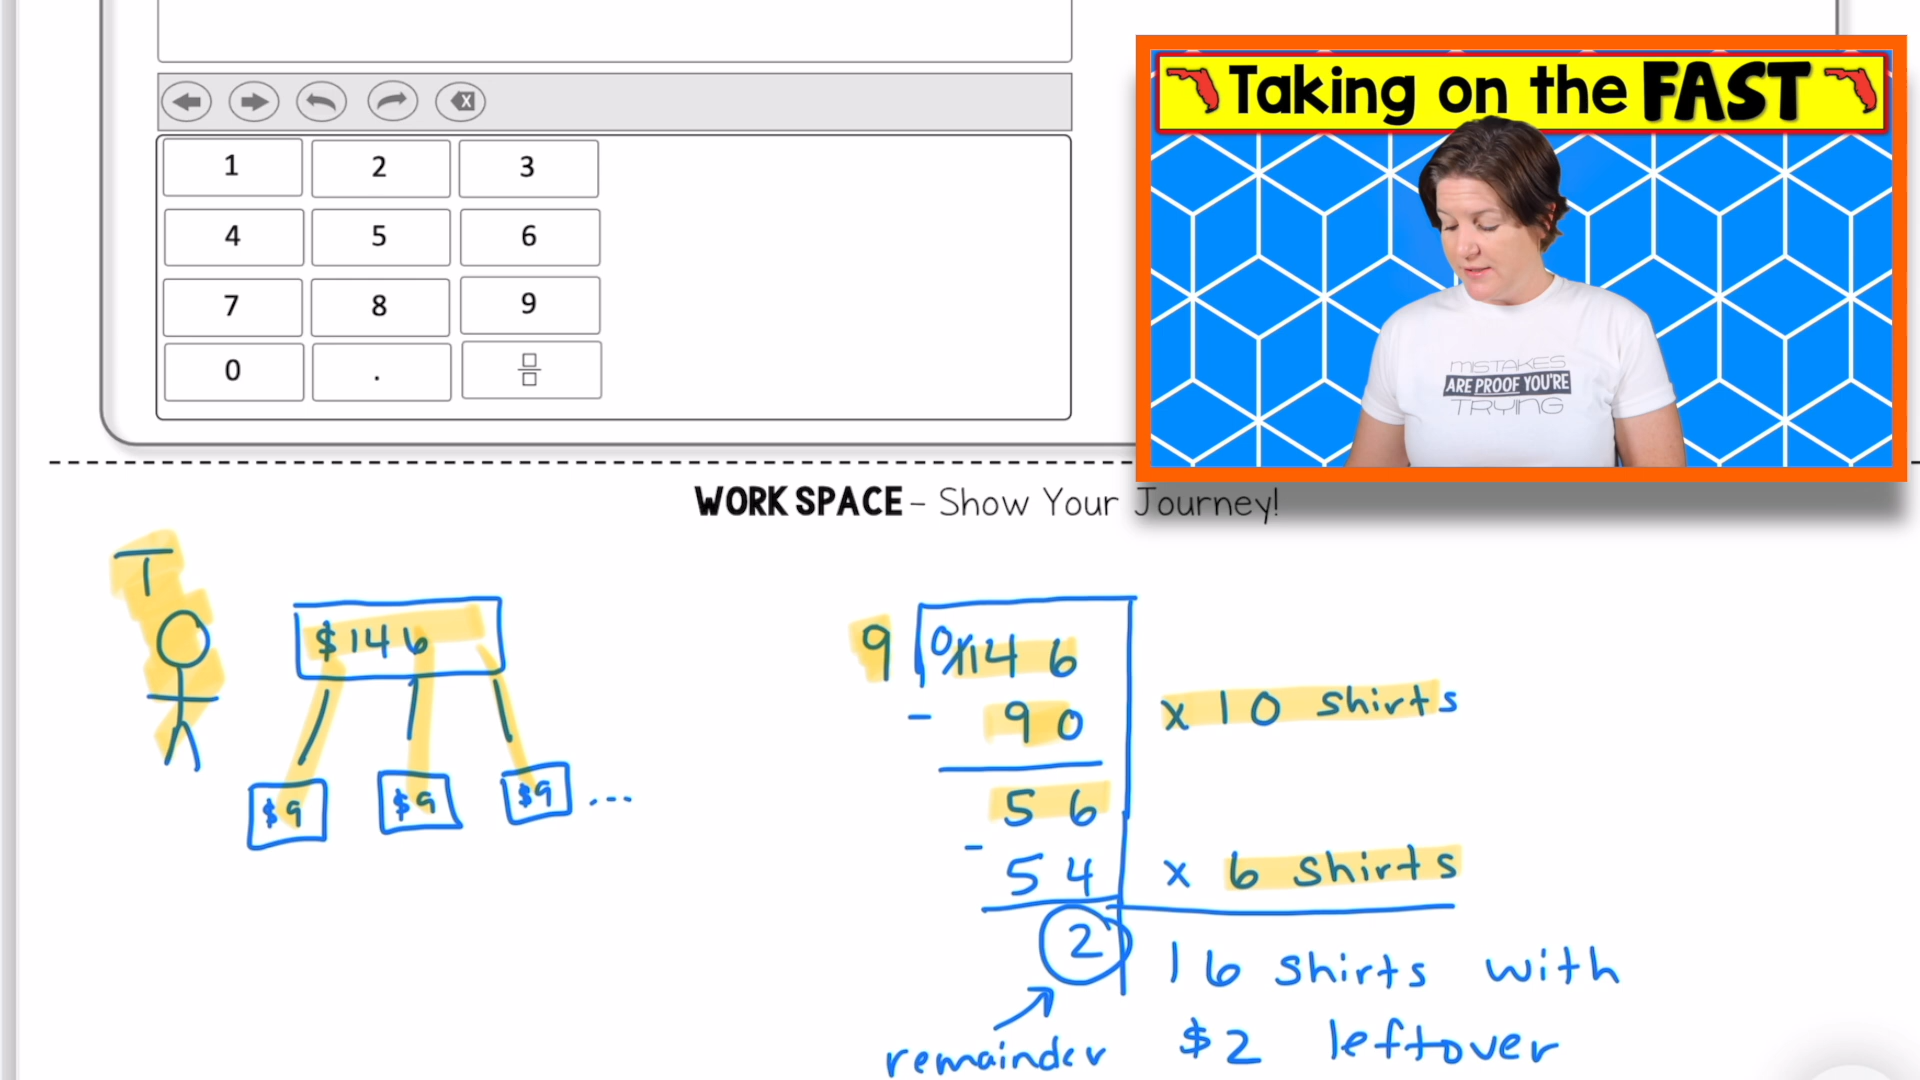 Taking on the FAST
1 2 3
4 5 6
7 8 9
0 .
MISTAKES
ARE PROOF YOU'RE
TRYING
WORK SPACE - Show Your Journey!
T
$146
$9 $9 $9 ...
9 0 146
- 90 x 10 shirts
56
- 54 x 6 shirts
2 16 shirts with
remainder $2 leftover